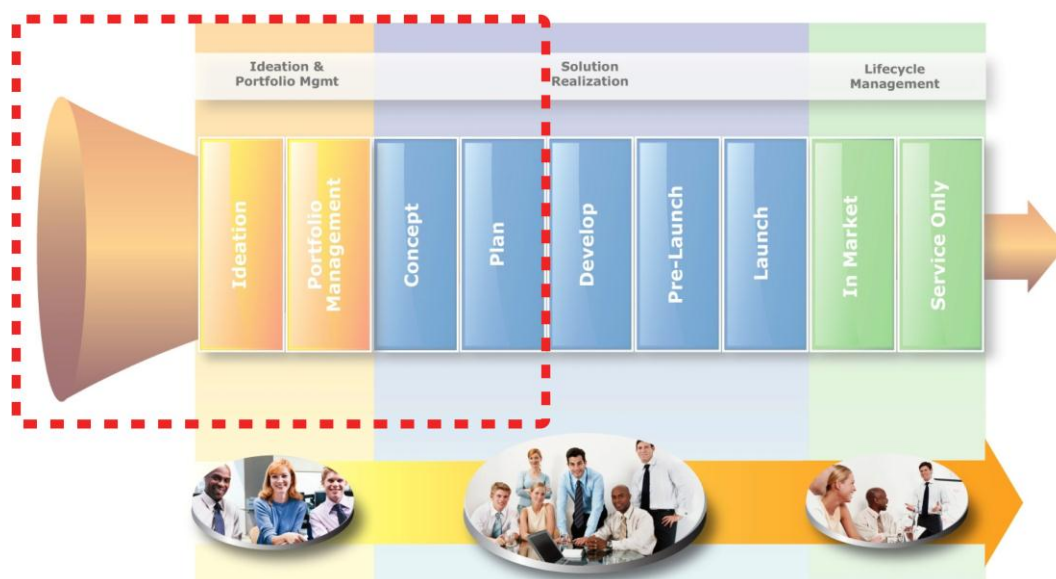 Ideation &
Portfolio Mgmt
Solution
Realization
Lifecycle
Management
Ideation
Portfolio
Management
Concept
Plan
Develop
Pre-Launch
Launch
In Market
Service Only